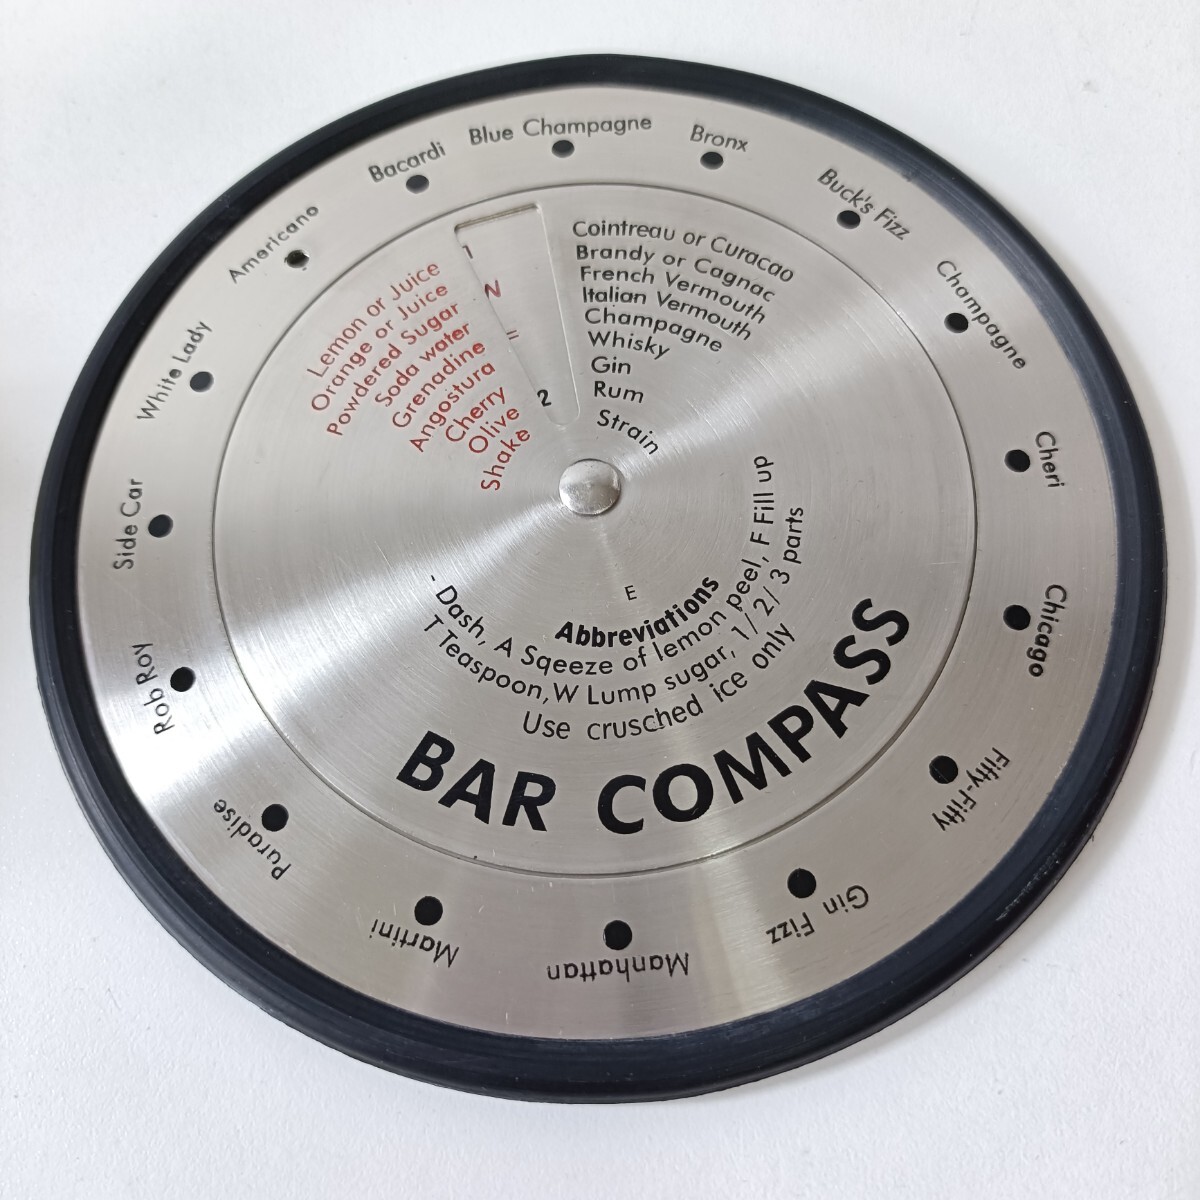 Blue Champagne
Bronx
Buck's Fizz
Champagne
Cheri
Chicago
Fifty-Fifty
Gin Fizz
Manhattan
Martini
Paradise
Rob Roy
Side Car
White Lady
Americano
Bacardi
Lemon or Juice
Orange or Juice
Powdered Sugar
Soda water
Grenadine
Angostura
Cherry
Olive
Shake
1
N
=
2
Cointreau or Curacao
Brandy or Cagnac
French Vermouth
Italian Vermouth
Champagne
Whisky
Gin
Rum
Strain
E
Abbreviations
- Dash, A Sqeeze of lemon peel, F Fill up
T Teaspoon, W Lump sugar, 1/2/3 parts
Use crusched ice only
BAR COMPASS